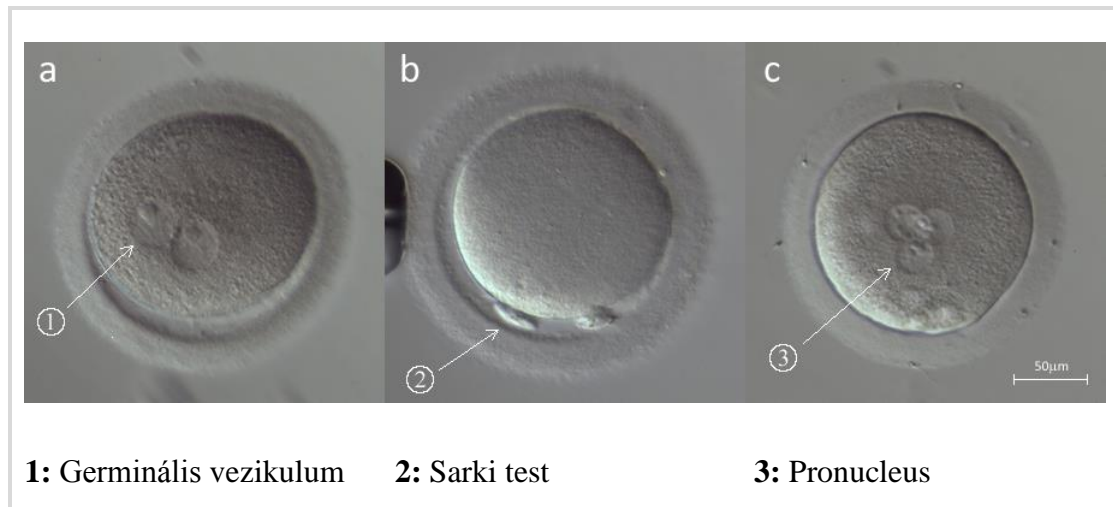 a b c
① ② ③
50μm
1: Germinális vezikulum 2: Sarki test 3: Pronucleus